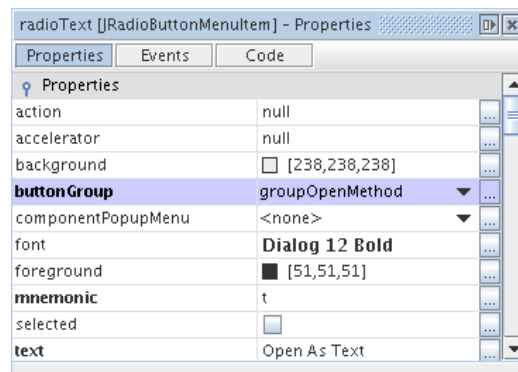 radioText [JRadioButtonMenuItem] - Properties
Properties Events Code
Properties
action null ...
accelerator null ...
background [238,238,238] ...
buttonGroup groupOpenMethod ...
componentPopupMenu <none> ...
font Dialog 12 Bold ...
foreground [51,51,51] ...
mnemonic t ...
selected ...
text Open As Text ...